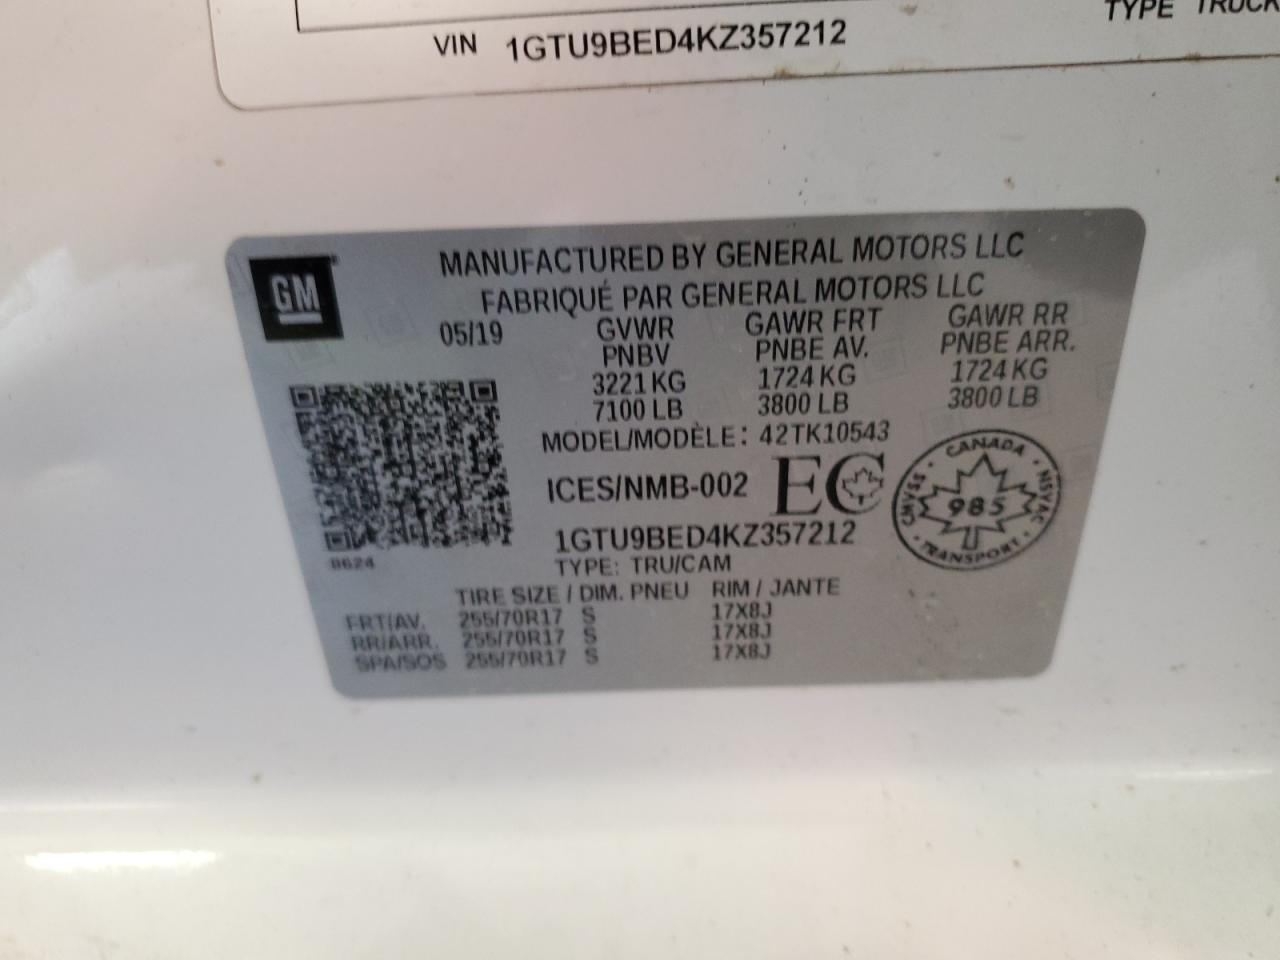 TYPE TRUCK
VIN 1GTU9BED4KZ357212
GM
MANUFACTURED BY GENERAL MOTORS LLC
FABRIQUÉ PAR GENERAL MOTORS LLC
05/19 GVWR GAWR FRT GAWR RR
PNBV PNBE AV. PNBE ARR.
3221 KG 1724 KG 1724 KG
7100 LB 3800 LB 3800 LB
MODEL/MODÈLE: 42TK10543
ICES/NMB-002 EC
CANADA
CMVSS 985 NSVAC
TRANSPORT
1GTU9BED4KZ357212
8624 TYPE: TRU/CAM
TIRE SIZE / DIM. PNEU RIM / JANTE
FRT/AV. 255/70R17 S 17X8J
RR/ARR. 255/70R17 S 17X8J
SPA/SOS 255/70R17 S 17X8J